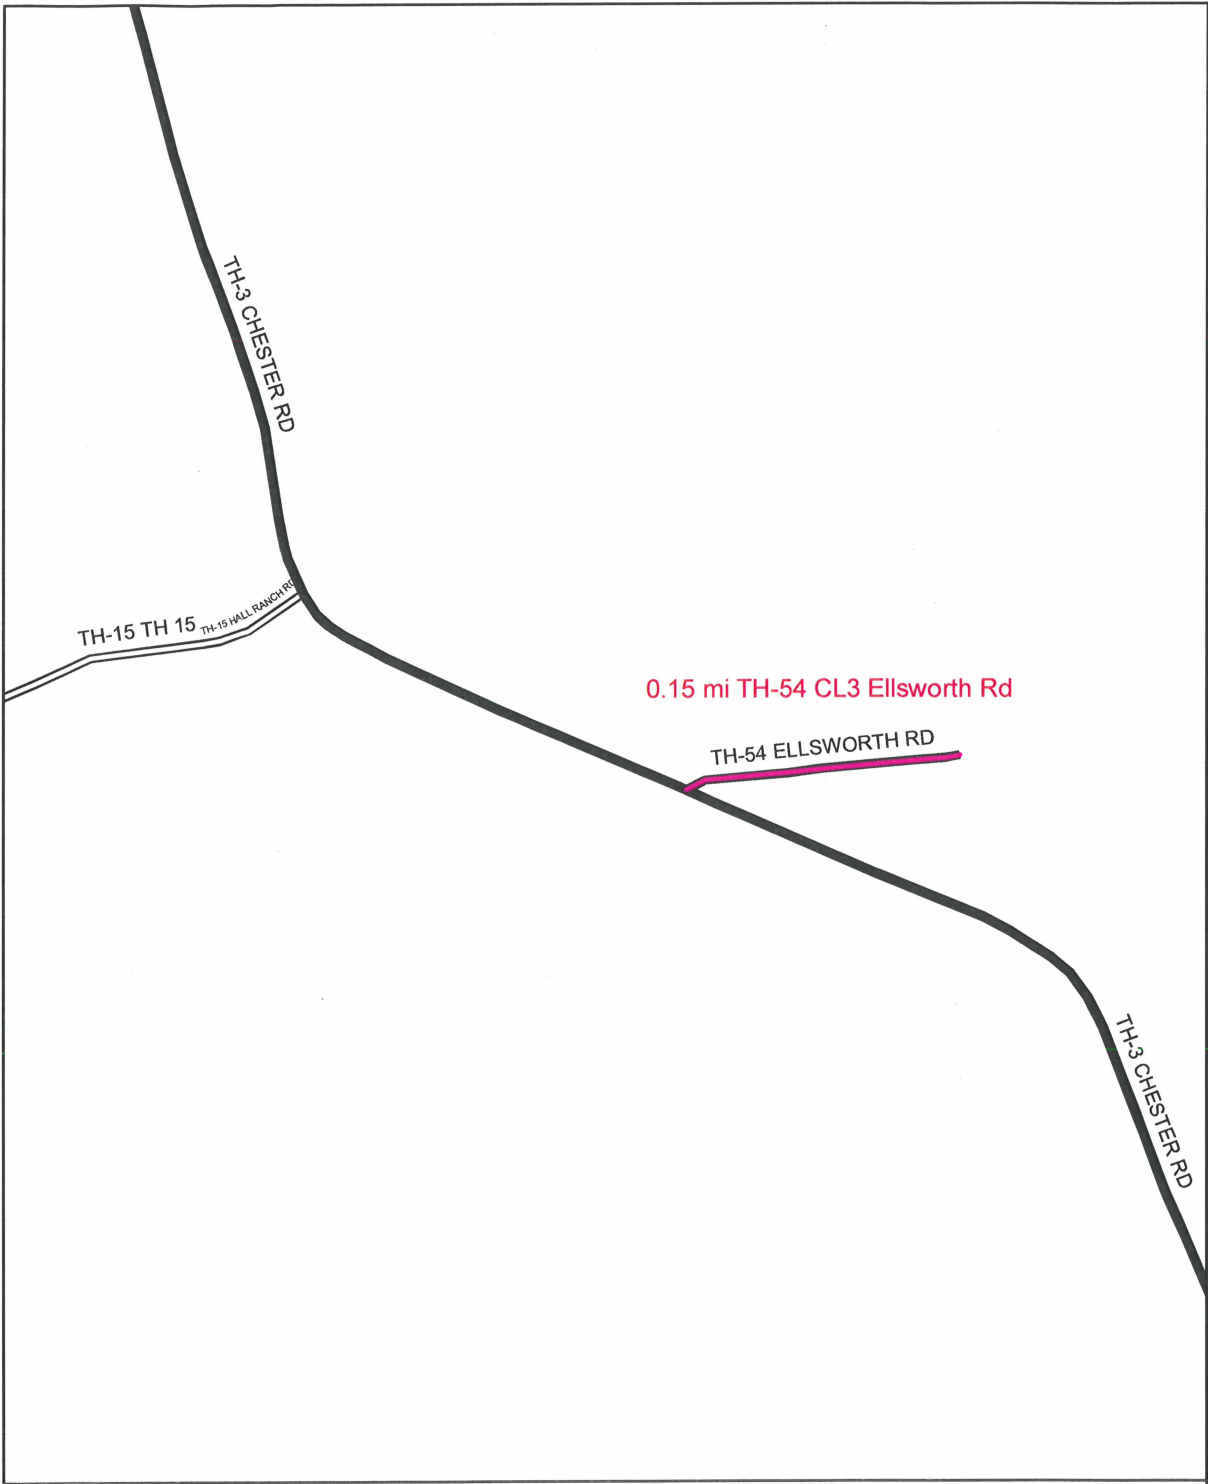 TH-3 CHESTER RD
TH-15 TH 15
TH-15 HALL RANCH RD
0.15 mi TH-54 CL3 Ellsworth Rd
TH-54 ELLSWORTH RD
TH-3 CHESTER RD